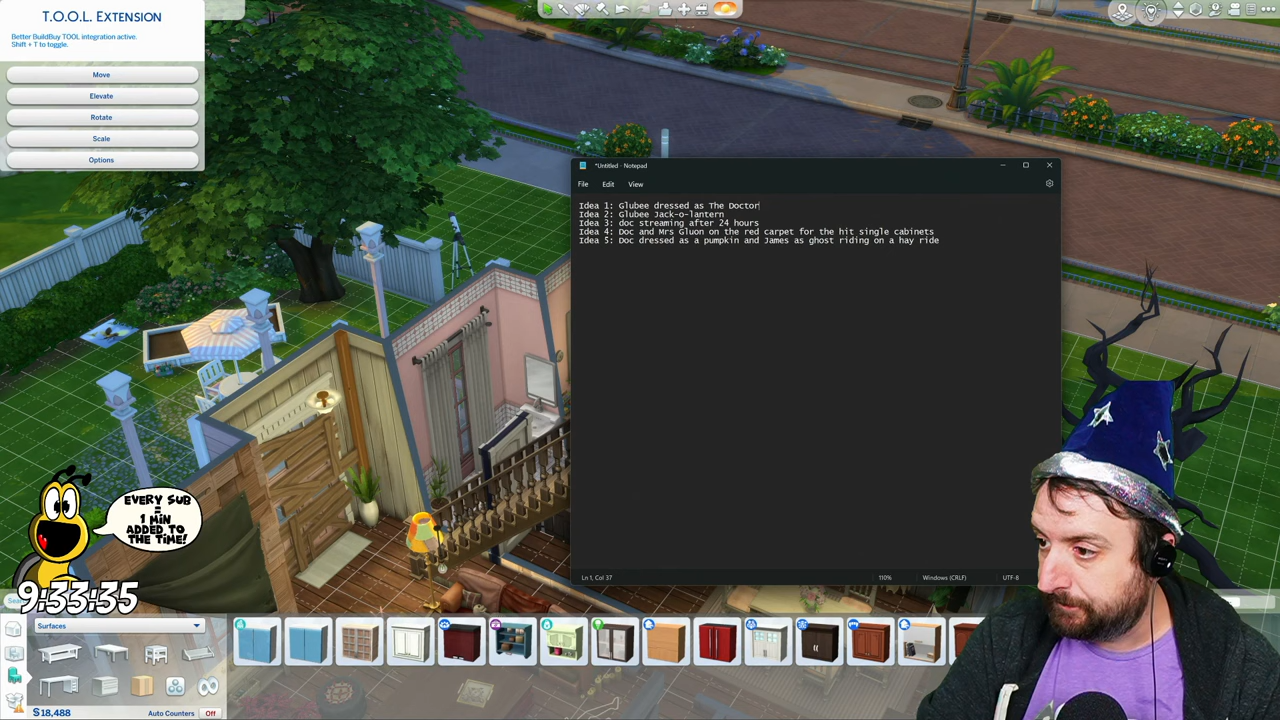 T.O.O.L. EXTENSION
Better BuildBuy TOOL integration active.
Shift + T to toggle.
Move
Elevate
Rotate
Scale
Options
*Untitled - Notepad
File Edit View
Idea 1: Glubee dressed as The Doctor
Idea 2: Glubee Jack-o-lantern
Idea 3: doc streaming after 24 hours
Idea 4: Doc and Mrs Gluon on the red carpet for the hit single cabinets
Idea 5: Doc dressed as a pumpkin and James as ghost riding on a hay ride
Ln 1, Col 37 110% Windows (CRLF) UTF-8
EVERY SUB
=
1 MIN
ADDED TO
THE TIME!
9:33:35
Surfaces
$18,488
Auto Counters Off